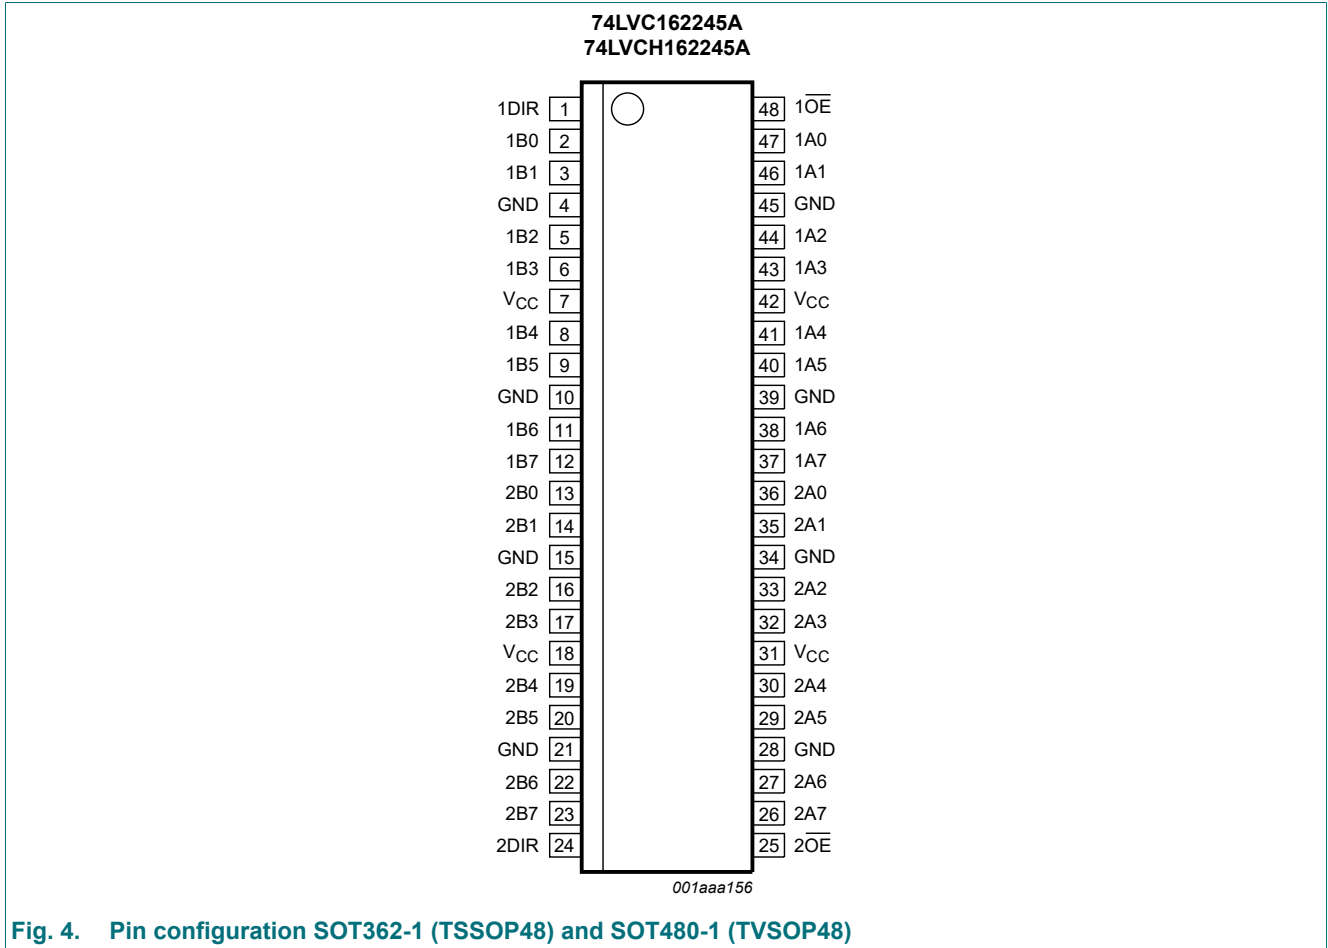 74LVC162245A
74LVCH162245A
1DIR 1 48 1O̅E̅
1B0 2 47 1A0
1B1 3 46 1A1
GND 4 45 GND
1B2 5 44 1A2
1B3 6 43 1A3
VCC 7 42 VCC
1B4 8 41 1A4
1B5 9 40 1A5
GND 10 39 GND
1B6 11 38 1A6
1B7 12 37 1A7
2B0 13 36 2A0
2B1 14 35 2A1
GND 15 34 GND
2B2 16 33 2A2
2B3 17 32 2A3
VCC 18 31 VCC
2B4 19 30 2A4
2B5 20 29 2A5
GND 21 28 GND
2B6 22 27 2A6
2B7 23 26 2A7
2DIR 24 25 2O̅E̅
001aaa156
Fig. 4. Pin configuration SOT362-1 (TSSOP48) and SOT480-1 (TVSOP48)